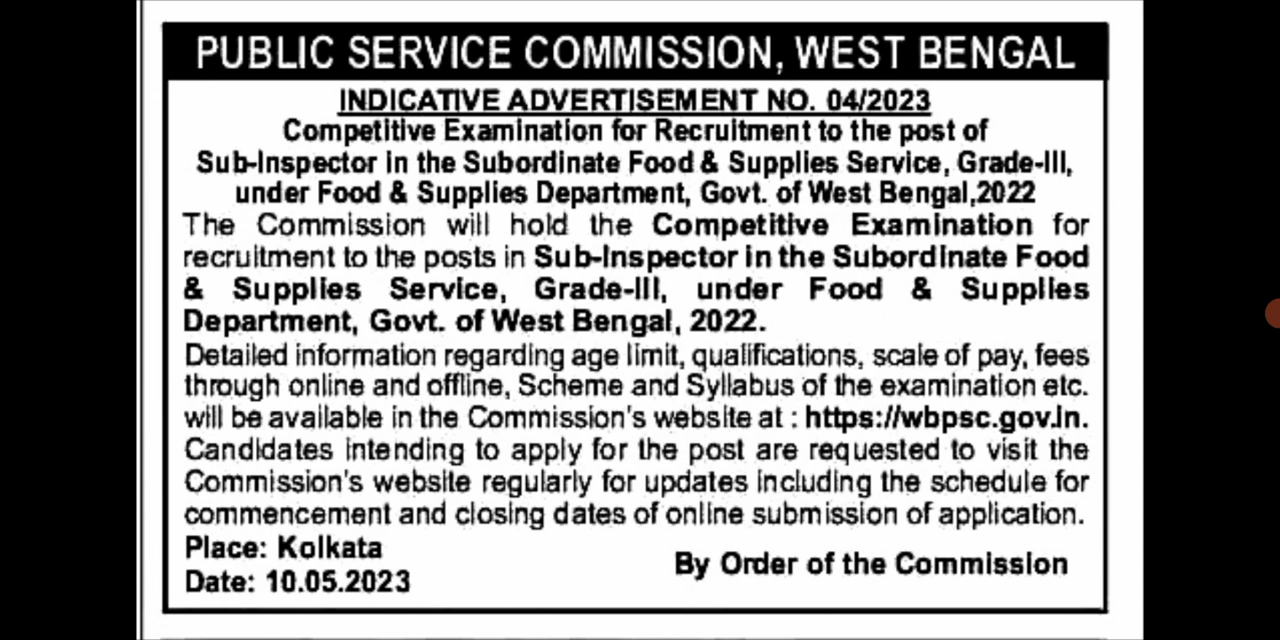 PUBLIC SERVICE COMMISSION, WEST BENGAL
INDICATIVE ADVERTISEMENT NO. 04/2023
Competitive Examination for Recruitment to the post of
Sub-Inspector in the Subordinate Food & Supplies Service, Grade-III,
under Food & Supplies Department, Govt. of West Bengal,2022
The Commission will hold the Competitive Examination for
recruitment to the posts in Sub-Inspector in the Subordinate Food
& Supplies Service, Grade-III, under Food & Supplies
Department, Govt. of West Bengal, 2022.
Detailed information regarding age limit, qualifications, scale of pay, fees
through online and offline, Scheme and Syllabus of the examination etc.
will be available in the Commission's website at : https://wbpsc.gov.in.
Candidates intending to apply for the post are requested to visit the
Commission's website regularly for updates including the schedule for
commencement and closing dates of online submission of application.
Place: Kolkata
Date: 10.05.2023
By Order of the Commission